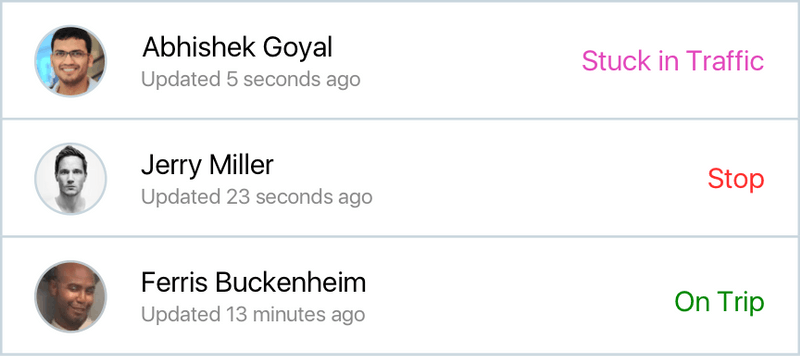 Abhishek Goyal
Updated 5 seconds ago
Stuck in Traffic
Jerry Miller
Updated 23 seconds ago
Stop
Ferris Buckenheim
Updated 13 minutes ago
On Trip